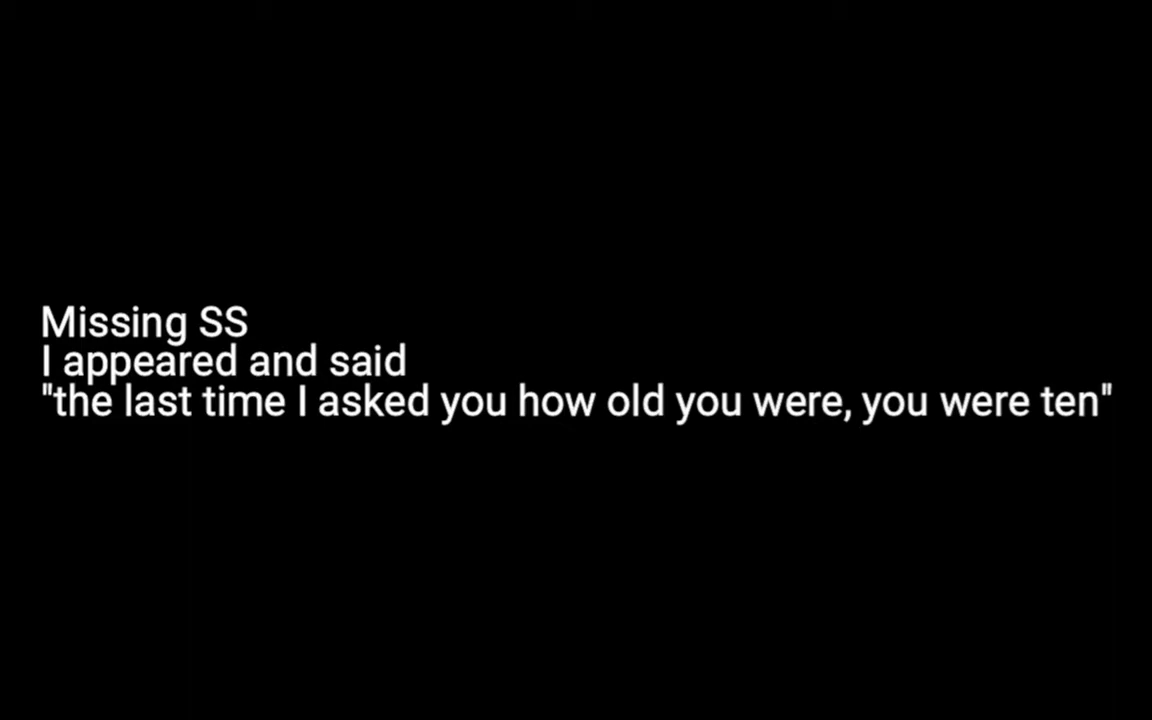 Missing SS
I appeared and said
"the last time I asked you how old you were, you were ten"